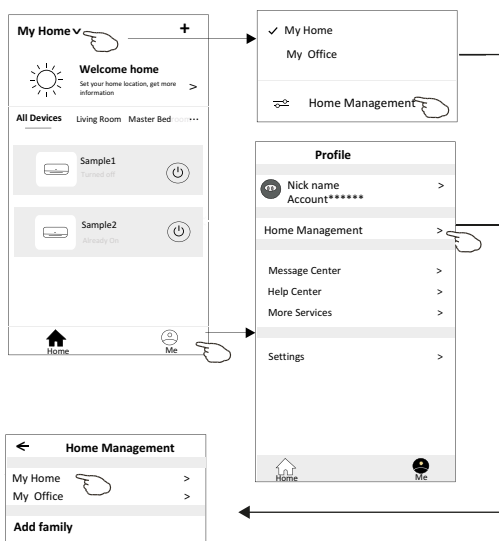 My Home
+
Welcome home
Set your home location, get more
information
>
All Devices Living Room Master Bed room ...
Sample1
Turned off
Sample2
Already On
Home
Me
✓ My Home
My Office
Home Management
Profile
Nick name >
Account******
Home Management >
Message Center >
Help Center >
More Services >
Settings >
Home
Me
← Home Management
My Home >
My Office >
Add family